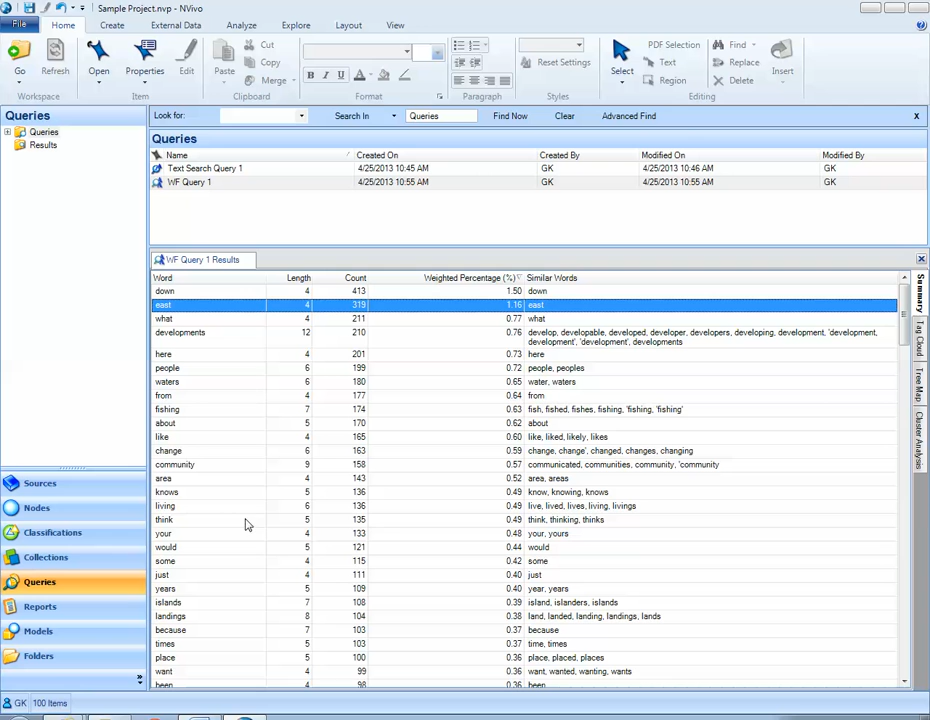 Sample Project.nvp - NVivo
File Home Create External Data Analyze Explore Layout View
Go Refresh Open Properties Edit Paste Cut Copy Merge B I U Reset Settings Select PDF Selection Text Region Find Replace Delete Insert
Workspace Item Clipboard Format Paragraph Styles Editing
Queries
Queries
Results
Look for: Search In Queries Find Now Clear Advanced Find x
Queries
Name Created On Created By Modified On Modified By
Text Search Query 1 4/25/2013 10:45 AM GK 4/25/2013 10:46 AM GK
WF Query 1 4/25/2013 10:55 AM GK 4/25/2013 10:55 AM GK
WF Query 1 Results
Word Length Count Weighted Percentage (%) Similar Words
down 4 413 1.50 down
east 4 319 1.16 east
what 4 211 0.77 what
developments 12 210 0.76 develop, developable, developed, developer, developers, developing, development, 'development,
development', 'development', developments
here 4 201 0.73 here
people 6 199 0.72 people, peoples
waters 6 180 0.65 water, waters
from 4 177 0.64 from
fishing 7 174 0.63 fish, fished, fishes, fishing, 'fishing, 'fishing'
about 5 170 0.62 about
like 4 165 0.60 like, liked, likely, likes
change 6 163 0.59 change, change', changed, changes, changing
community 9 158 0.57 communicated, communities, community, 'community
area 4 143 0.52 area, areas
knows 5 136 0.49 know, knowing, knows
living 6 136 0.49 live, lived, lives, living, livings
think 5 135 0.49 think, thinking, thinks
your 4 133 0.48 your, yours
would 5 121 0.44 would
some 4 115 0.42 some
just 4 111 0.40 just
years 5 109 0.40 year, years
islands 7 108 0.39 island, islanders, islands
landings 8 104 0.38 land, landed, landing, landings, lands
because 7 103 0.37 because
times 5 103 0.37 time, times
place 5 100 0.36 place, placed, places
want 4 99 0.36 want, wanted, wanting, wants
been 4 98 0.36 been
Summary
Tag Cloud
Tree Map
Cluster Analysis
Sources
Nodes
Classifications
Collections
Queries
Reports
Models
Folders
GK 100 Items